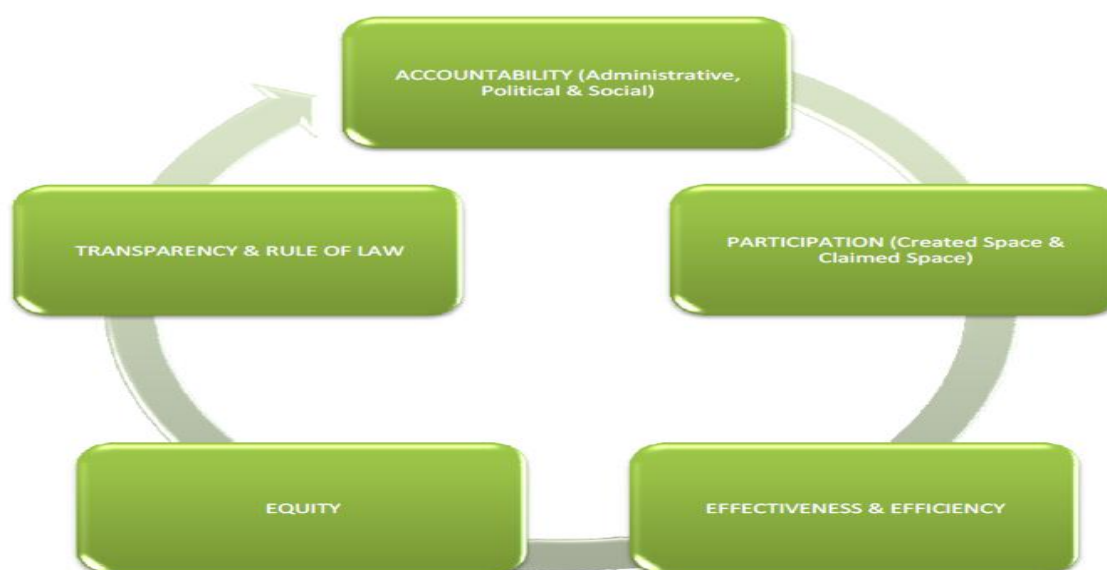 ACCOUNTABILITY (Administrative,
Political & Social)
PARTICIPATION (Created Space &
Claimed Space)
EFFECTIVENESS & EFFICIENCY
EQUITY
TRANSPARENCY & RULE OF LAW